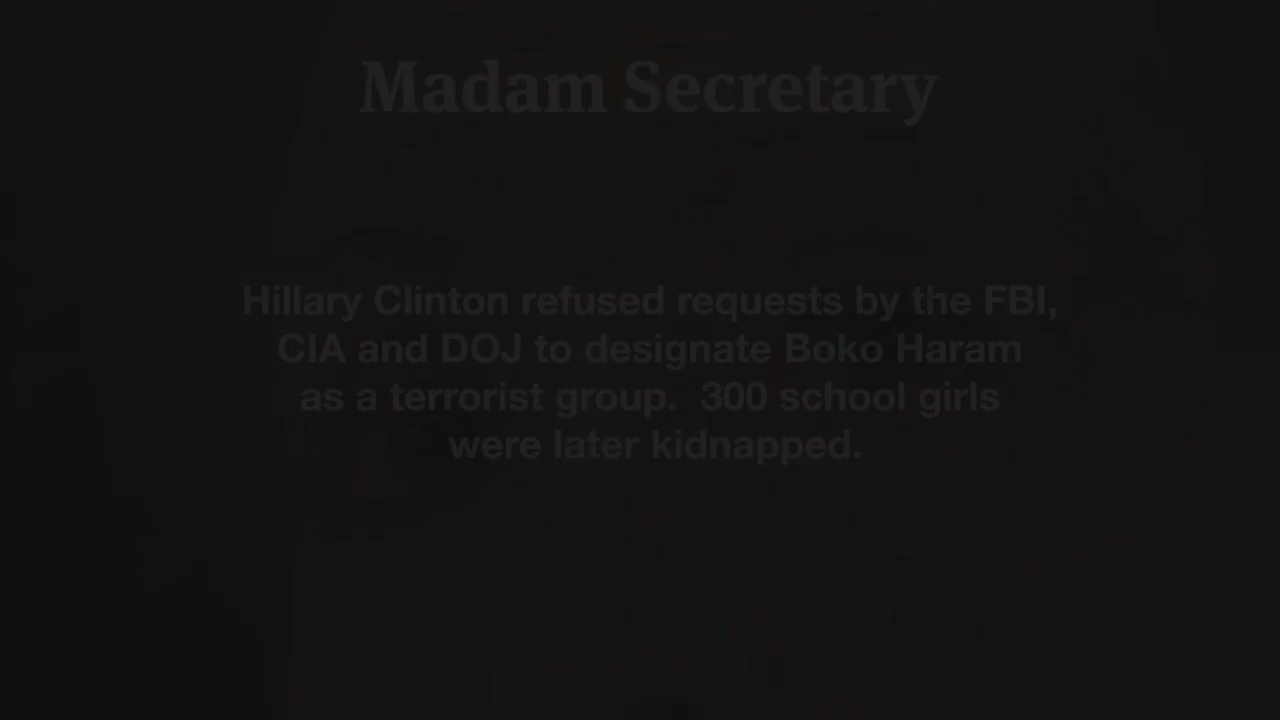 Madam Secretary
Hillary Clinton refused requests by the FBI,
CIA and DOJ to designate Boko Haram
as a terrorist group.  300 school girls
were later kidnapped.